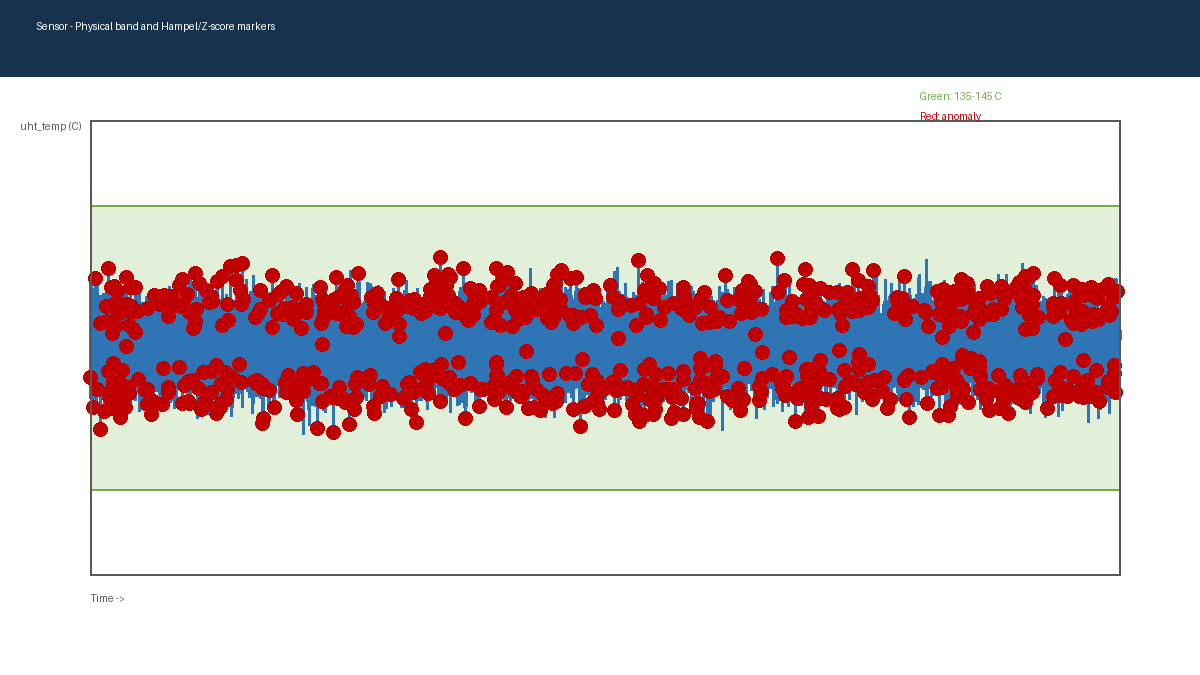 Sensor - Physical band and Hampel/Z-score markers
Green: 135-145 C
Red: anomaly
uht_temp (C)
Time ->